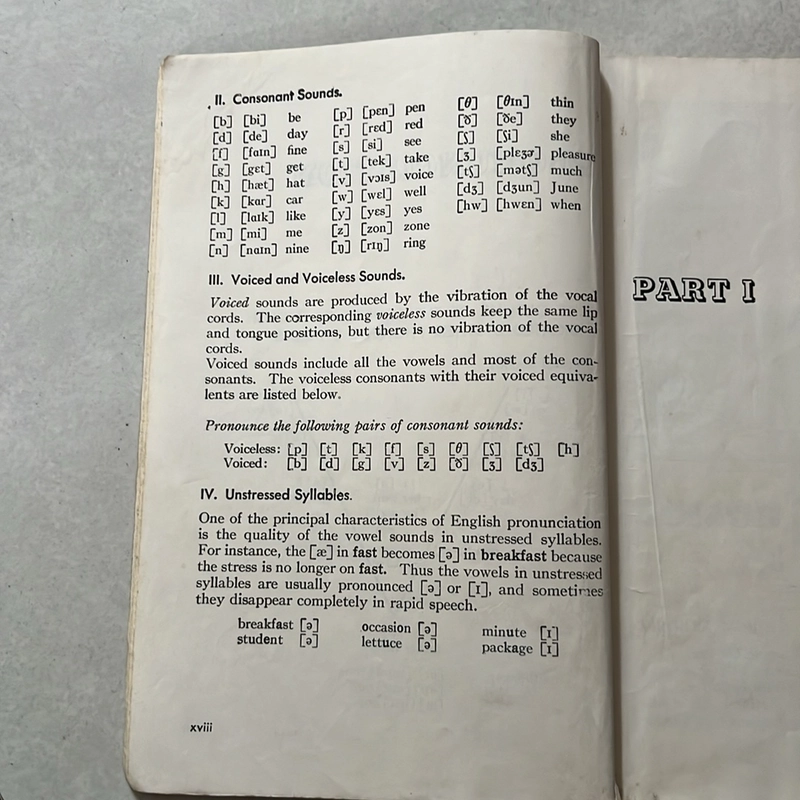 II. Consonant Sounds.
[b] [bi] be [p] [pɛn] pen [θ] [θɪn] thin
[d] [de] day [r] [rɛd] red [ð] [ðe] they
[f] [faɪn] fine [s] [si] see [ʃ] [ʃi] she
[g] [gɛt] get [t] [tek] take [ʒ] [plɛʒɚ] pleasure
[h] [hæt] hat [v] [vɔɪs] voice [tʃ] [mətʃ] much
[k] [kɑr] car [w] [wɛl] well [dʒ] [dʒun] June
[l] [laɪk] like [y] [yɛs] yes [hw] [hwɛn] when
[m] [mi] me [z] [zon] zone
[n] [naɪn] nine [ŋ] [rɪŋ] ring
III. Voiced and Voiceless Sounds.
Voiced sounds are produced by the vibration of the vocal
cords. The corresponding voiceless sounds keep the same lip
and tongue positions, but there is no vibration of the vocal
cords.
Voiced sounds include all the vowels and most of the con-
sonants. The voiceless consonants with their voiced equiva-
lents are listed below.
Pronounce the following pairs of consonant sounds:
Voiceless: [p] [t] [k] [f] [s] [θ] [ʃ] [tʃ] [h]
Voiced: [b] [d] [g] [v] [z] [ð] [ʒ] [dʒ]
IV. Unstressed Syllables.
One of the principal characteristics of English pronunciation
is the quality of the vowel sounds in unstressed syllables.
For instance, the [æ] in fast becomes [ə] in breakfast because
the stress is no longer on fast. Thus the vowels in unstressed
syllables are usually pronounced [ə] or [ɪ], and sometimes
they disappear completely in rapid speech.
breakfast [ə] occasion [ə] minute [ɪ]
student [ə] lettuce [ə] package [ɪ]
xviii
PART I